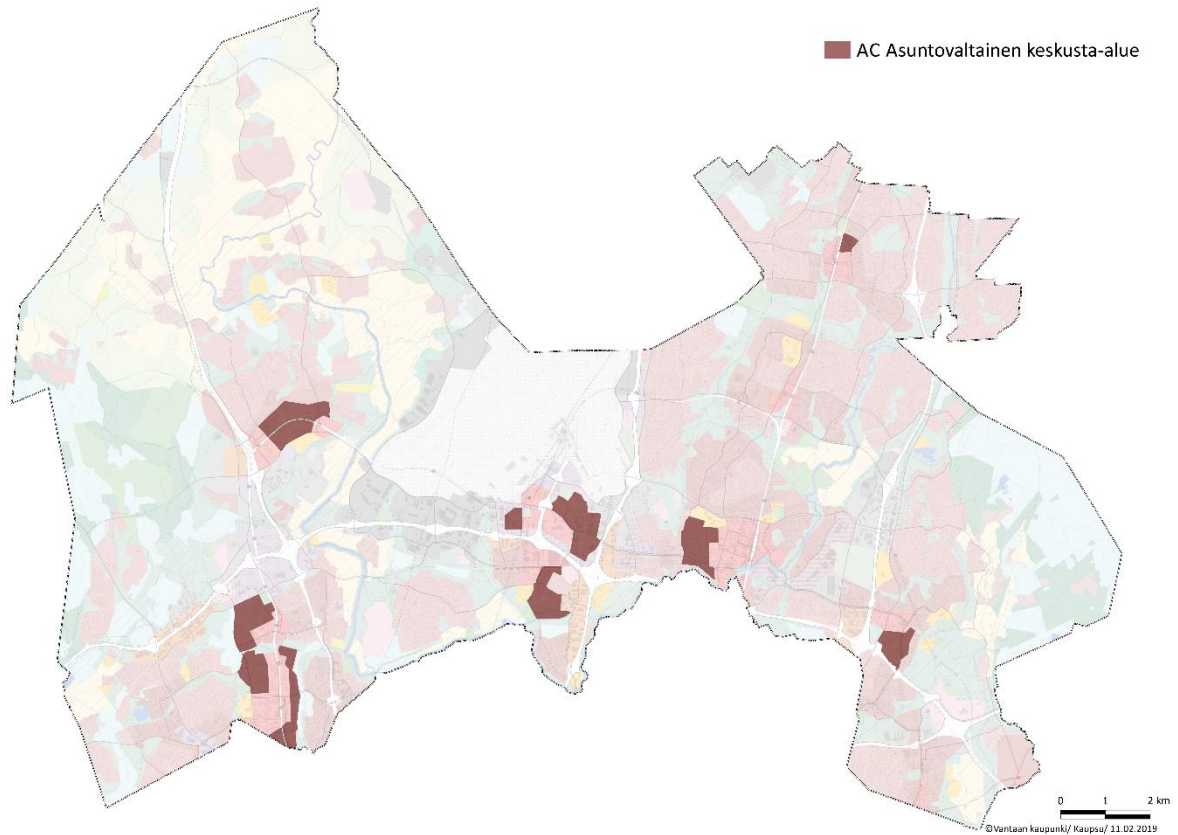 AC Asuntovaltainen keskusta-alue
0 1 2 km
©Vantaan kaupunki/ Kaupsu/ 11.02.2019